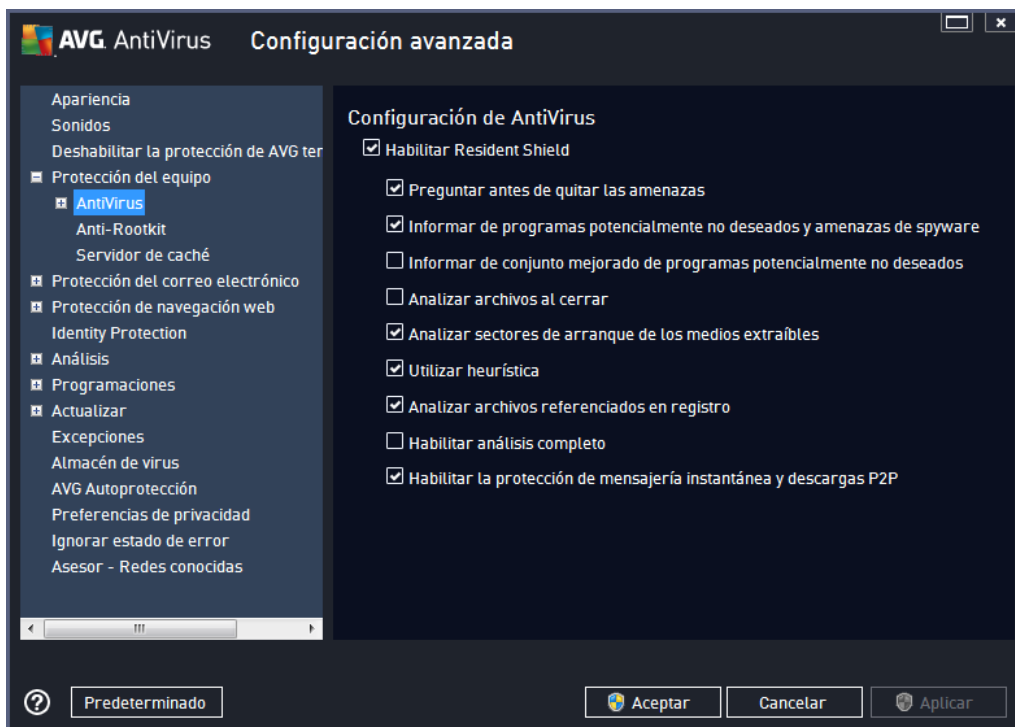 AVG. AntiVirus Configuración avanzada
Apariencia
Sonidos
Deshabilitar la protección de AVG ter
Protección del equipo
AntiVirus
Anti-Rootkit
Servidor de caché
Protección del correo electrónico
Protección de navegación web
Identity Protection
Análisis
Programaciones
Actualizar
Excepciones
Almacén de virus
AVG Autoprotección
Preferencias de privacidad
Ignorar estado de error
Asesor - Redes conocidas
Configuración de AntiVirus
Habilitar Resident Shield
Preguntar antes de quitar las amenazas
Informar de programas potencialmente no deseados y amenazas de spyware
Informar de conjunto mejorado de programas potencialmente no deseados
Analizar archivos al cerrar
Analizar sectores de arranque de los medios extraíbles
Utilizar heurística
Analizar archivos referenciados en registro
Habilitar análisis completo
Habilitar la protección de mensajería instantánea y descargas P2P
Predeterminado
Aceptar
Cancelar
Aplicar